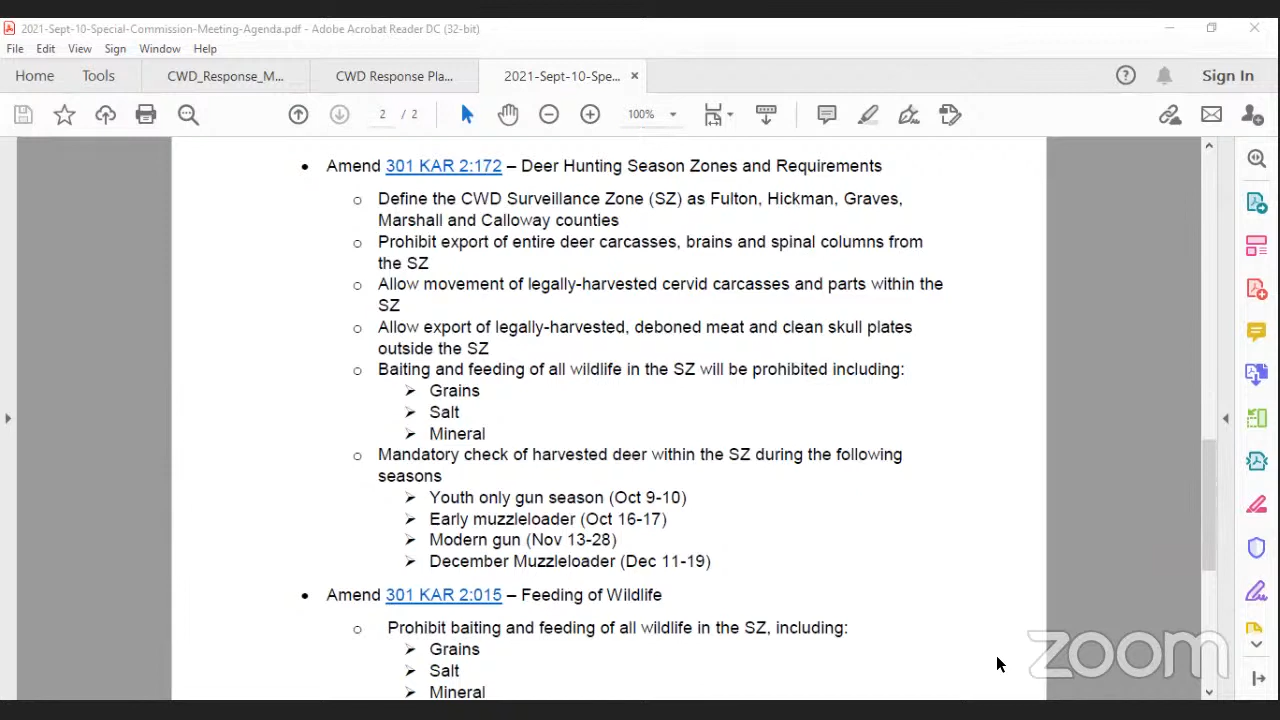 2021-Sept-10-Special-Commission-Meeting-Agenda.pdf - Adobe Acrobat Reader DC (32-bit)
File Edit View Sign Window Help
Home Tools CWD_Response_M... CWD Response Pla... 2021-Sept-10-Spe... ×
Sign In
2 / 2 100%
• Amend 301 KAR 2:172 – Deer Hunting Season Zones and Requirements
o Define the CWD Surveillance Zone (SZ) as Fulton, Hickman, Graves,
Marshall and Calloway counties
o Prohibit export of entire deer carcasses, brains and spinal columns from
the SZ
o Allow movement of legally-harvested cervid carcasses and parts within the
SZ
o Allow export of legally-harvested, deboned meat and clean skull plates
outside the SZ
o Baiting and feeding of all wildlife in the SZ will be prohibited including:
➢ Grains
➢ Salt
➢ Mineral
o Mandatory check of harvested deer within the SZ during the following
seasons
➢ Youth only gun season (Oct 9-10)
➢ Early muzzleloader (Oct 16-17)
➢ Modern gun (Nov 13-28)
➢ December Muzzleloader (Dec 11-19)
• Amend 301 KAR 2:015 – Feeding of Wildlife
o Prohibit baiting and feeding of all wildlife in the SZ, including:
➢ Grains
➢ Salt
➢ Mineral
zoom